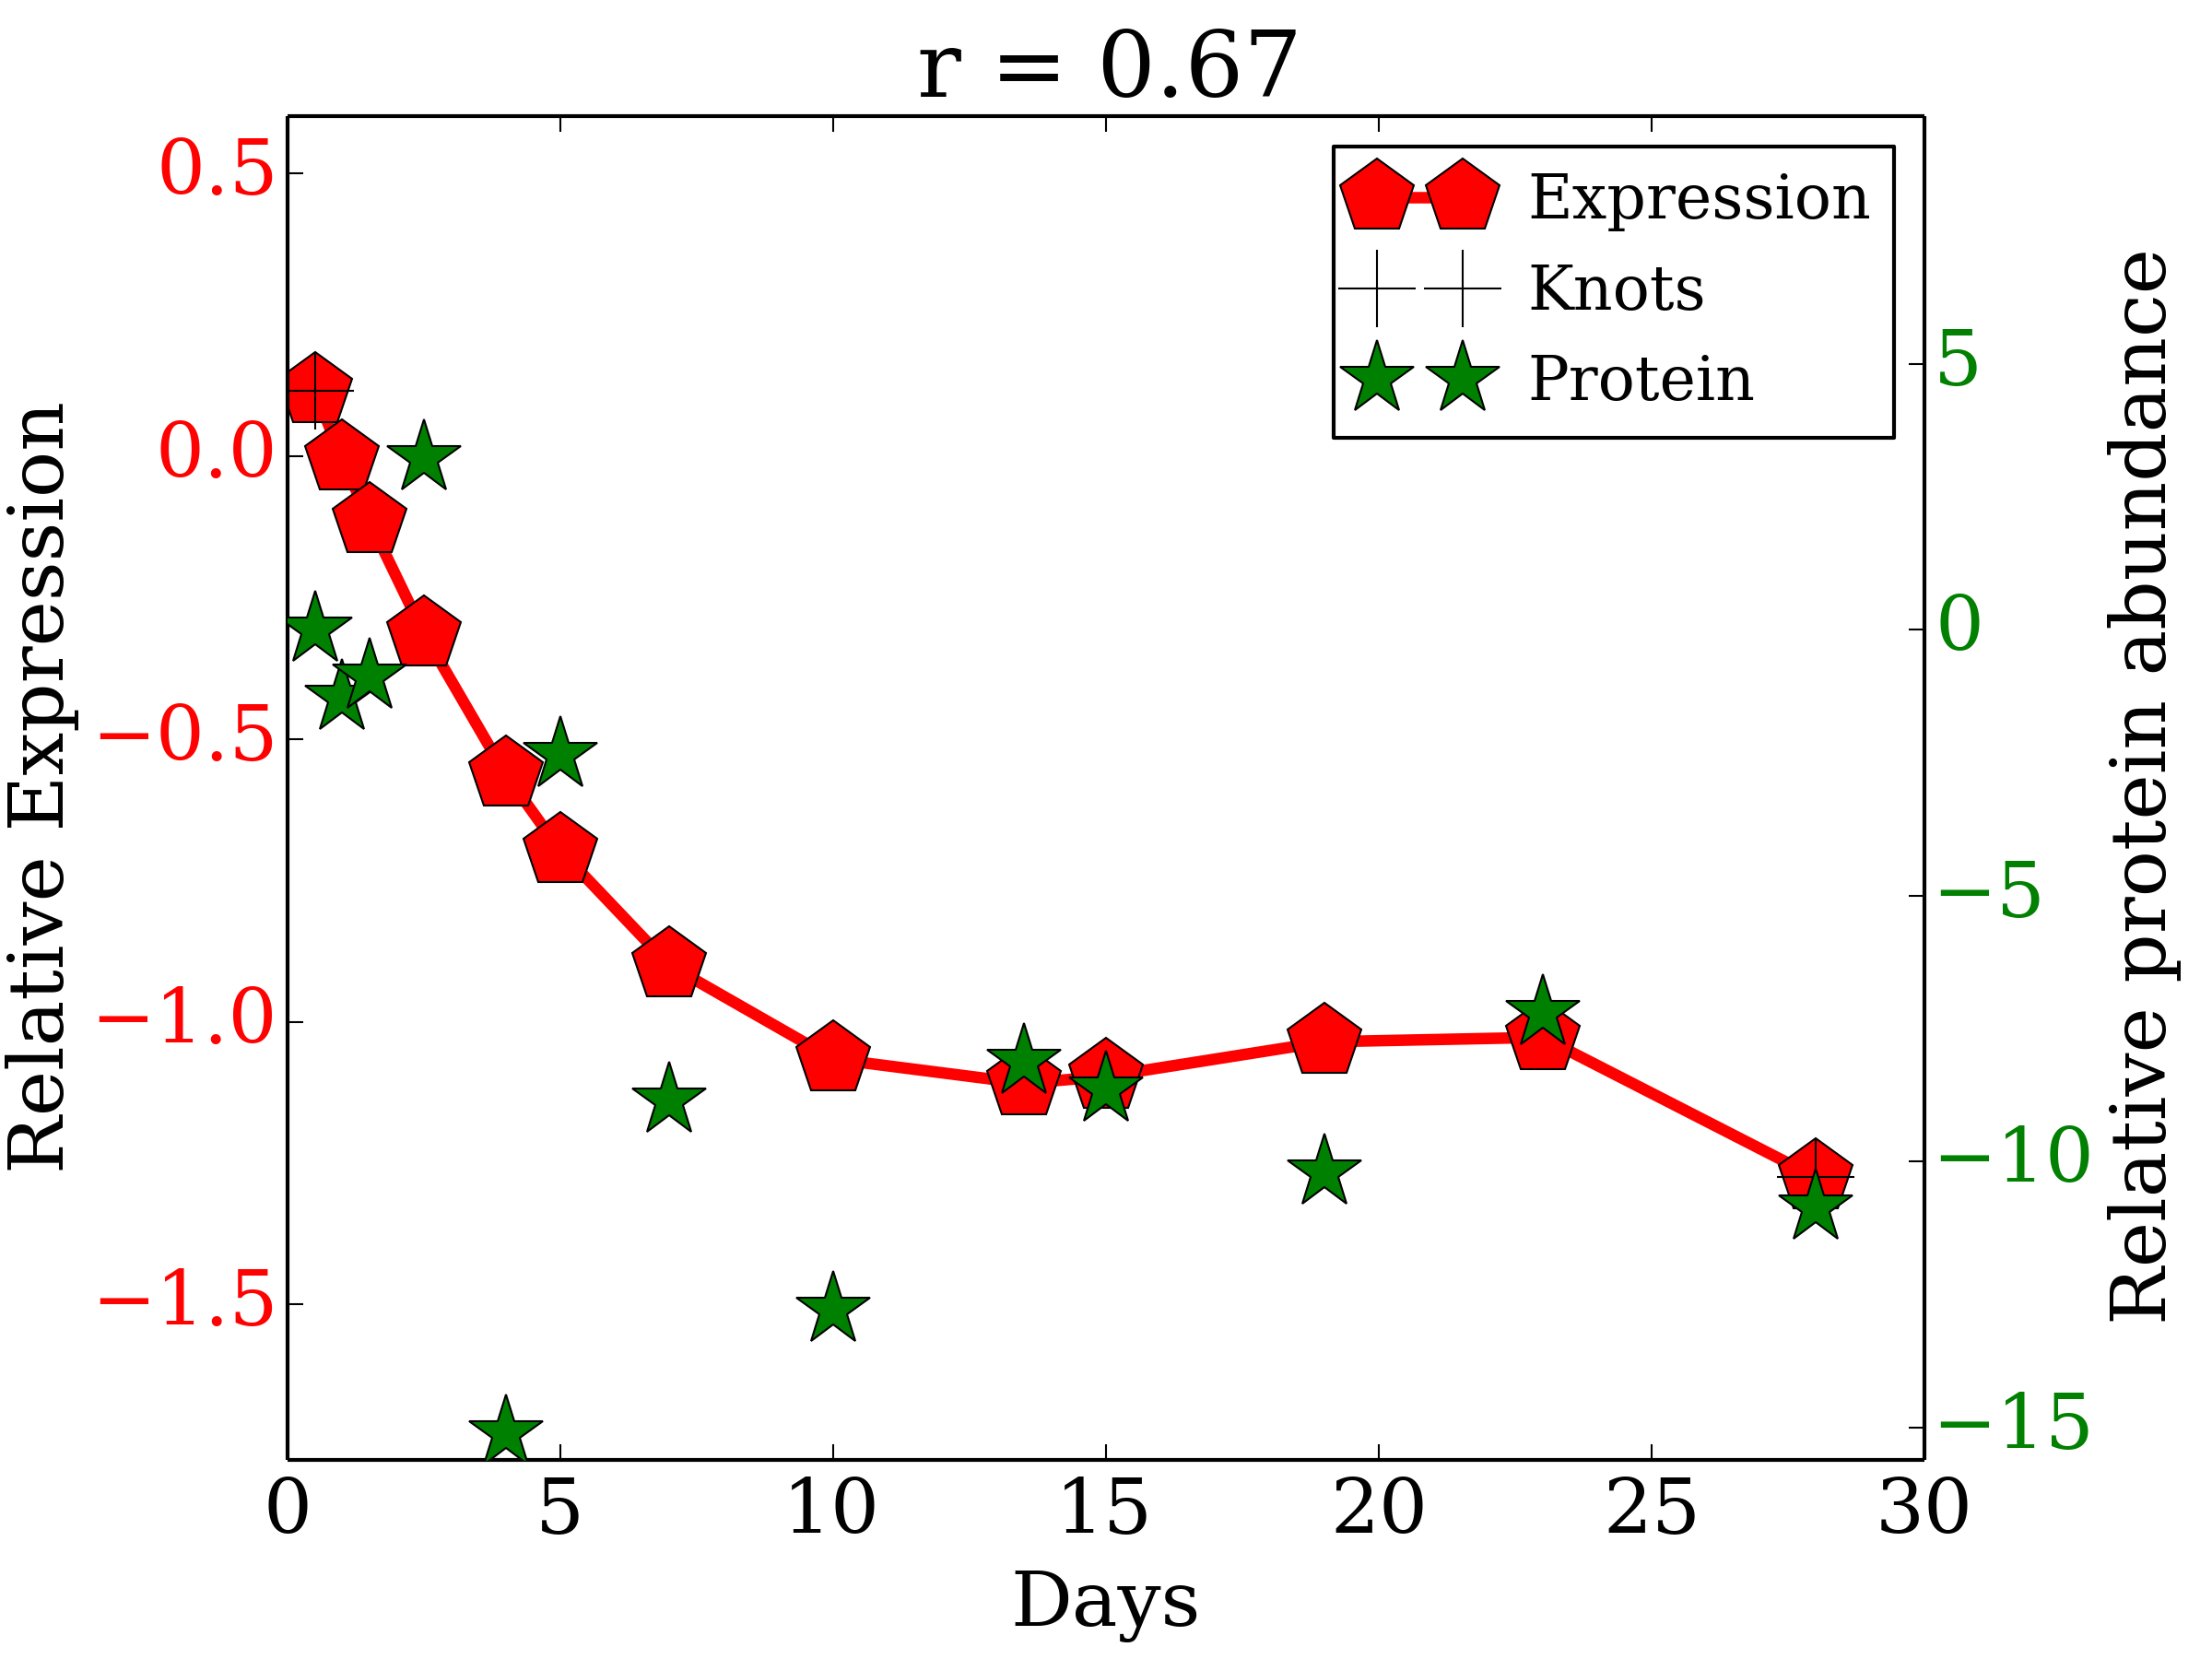 r = 0.67
Expression
Knots
Protein
Relative Expression
0.5
0.0
−0.5
−1.0
−1.5
5
0
−5
−10
−15
Relative protein abundance
0 5 10 15 20 25 30
Days